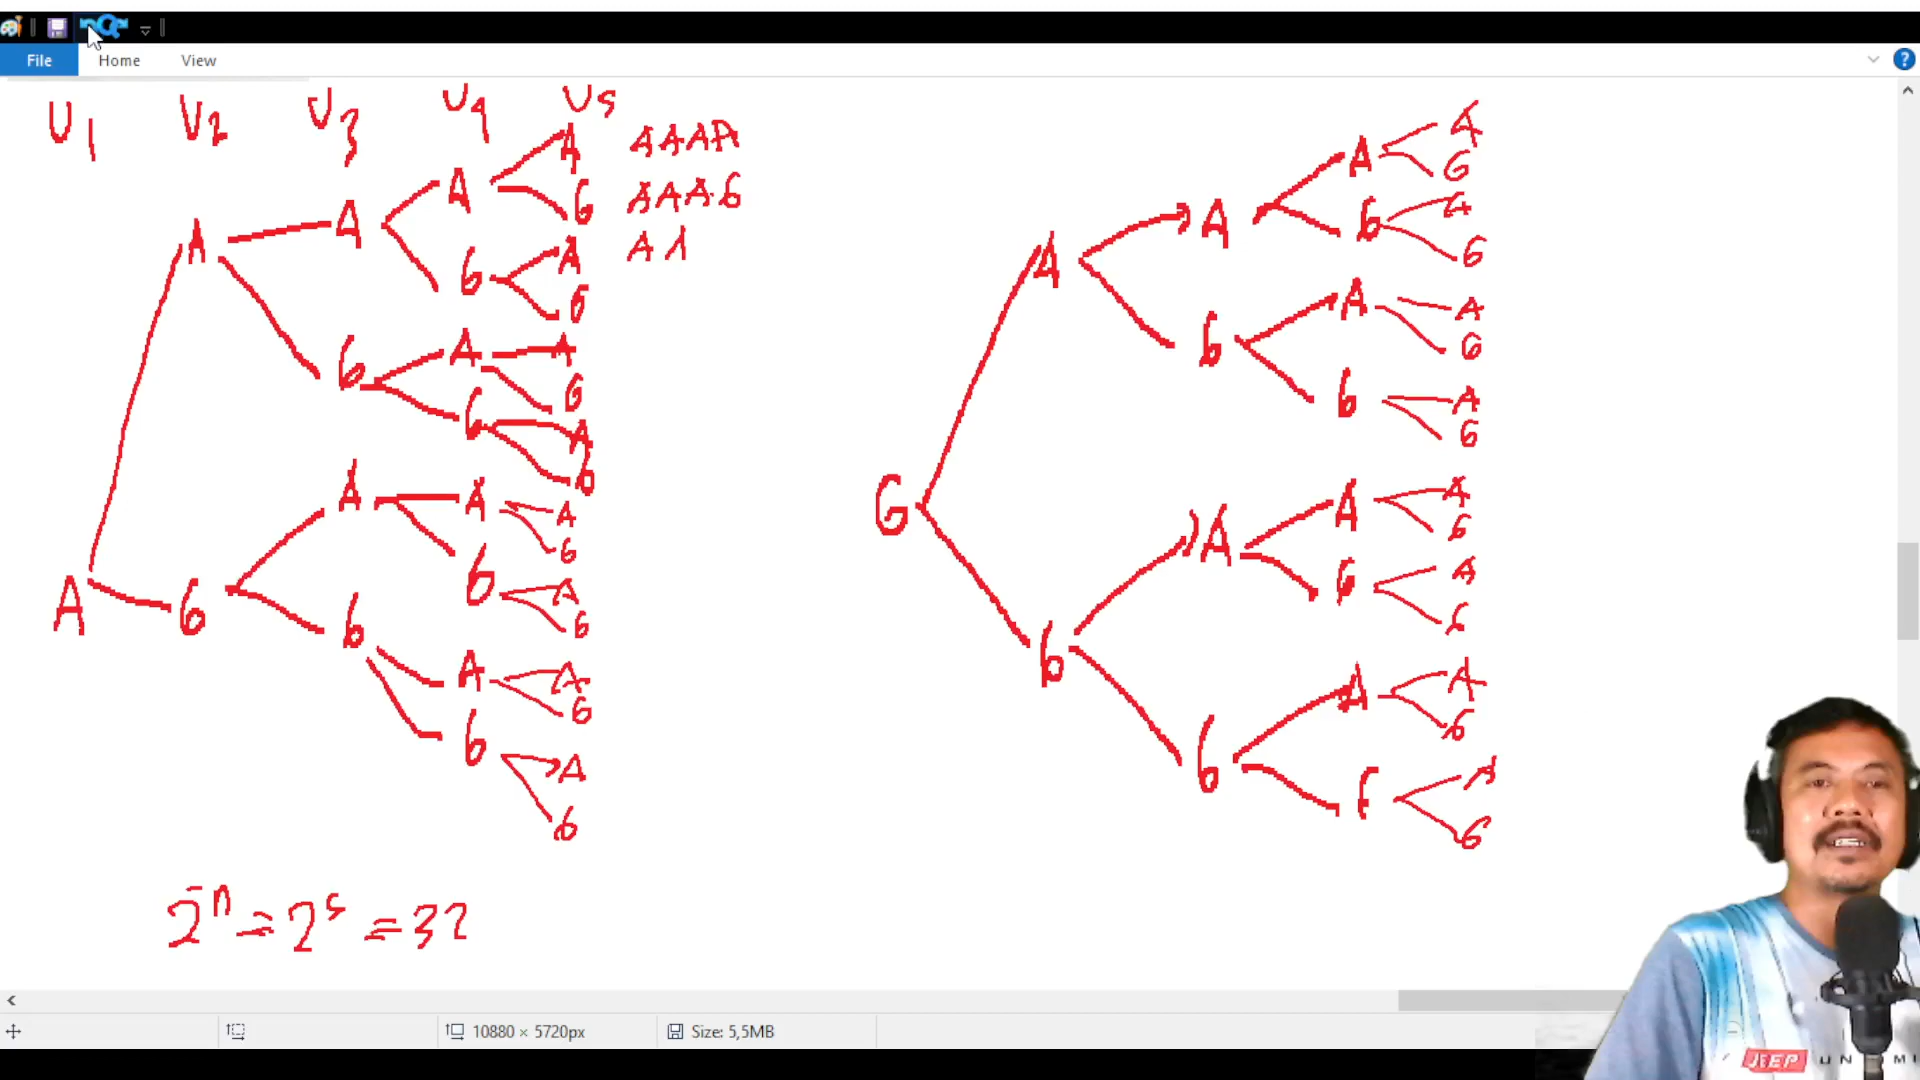 File Home View
U1 U2 U3 U4 U5
A A A A A AAAA
G AAAG
G A AA
G
G A A
G
G A
G
G A A A
G
G A
G
G A A
G
G A
G
A
G A A A A
G
G A
G
G A A
G
G A
G
G A A A
G
G A
G
G A A
G
G A
G
2ⁿ = 2⁵ = 32
10880 × 5720px Size: 5,5MB
JEEP